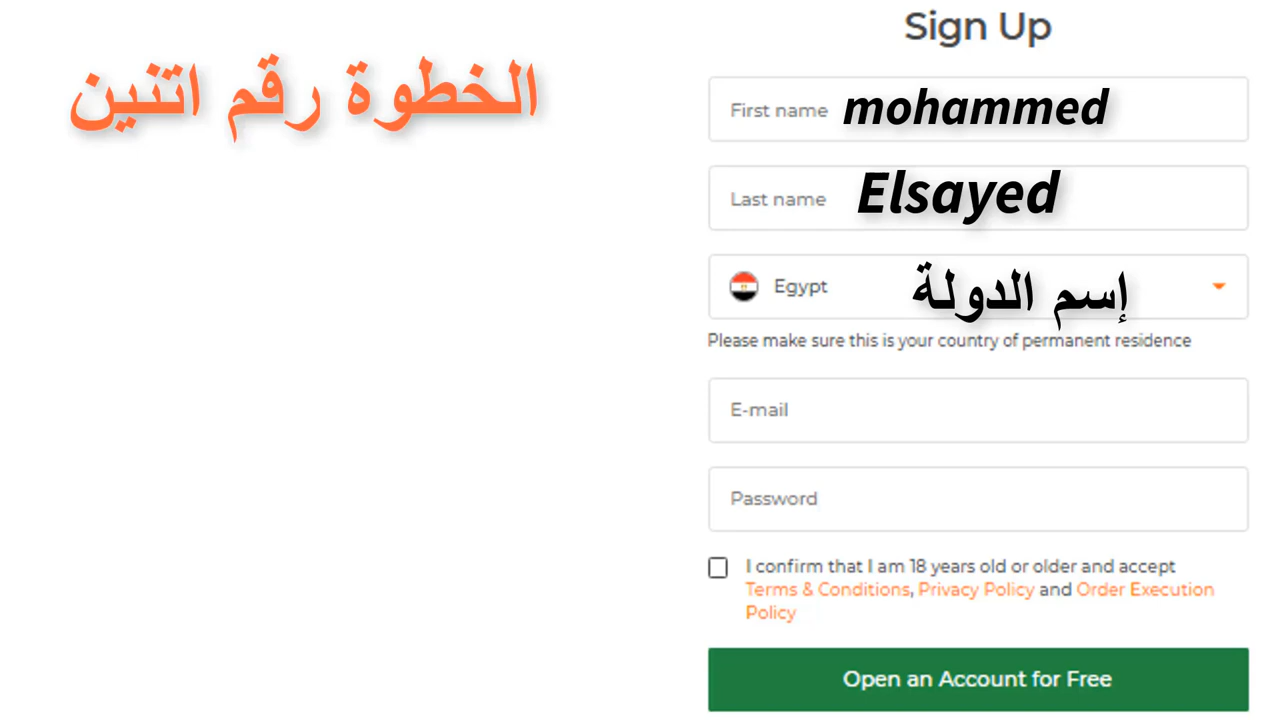 الخطوة رقم اتنين
Sign Up
First name mohammed
Last name Elsayed
Egypt إسم الدولة
Please make sure this is your country of permanent residence
E-mail
Password
I confirm that I am 18 years old or older and accept
Terms & Conditions, Privacy Policy and Order Execution
Policy
Open an Account for Free